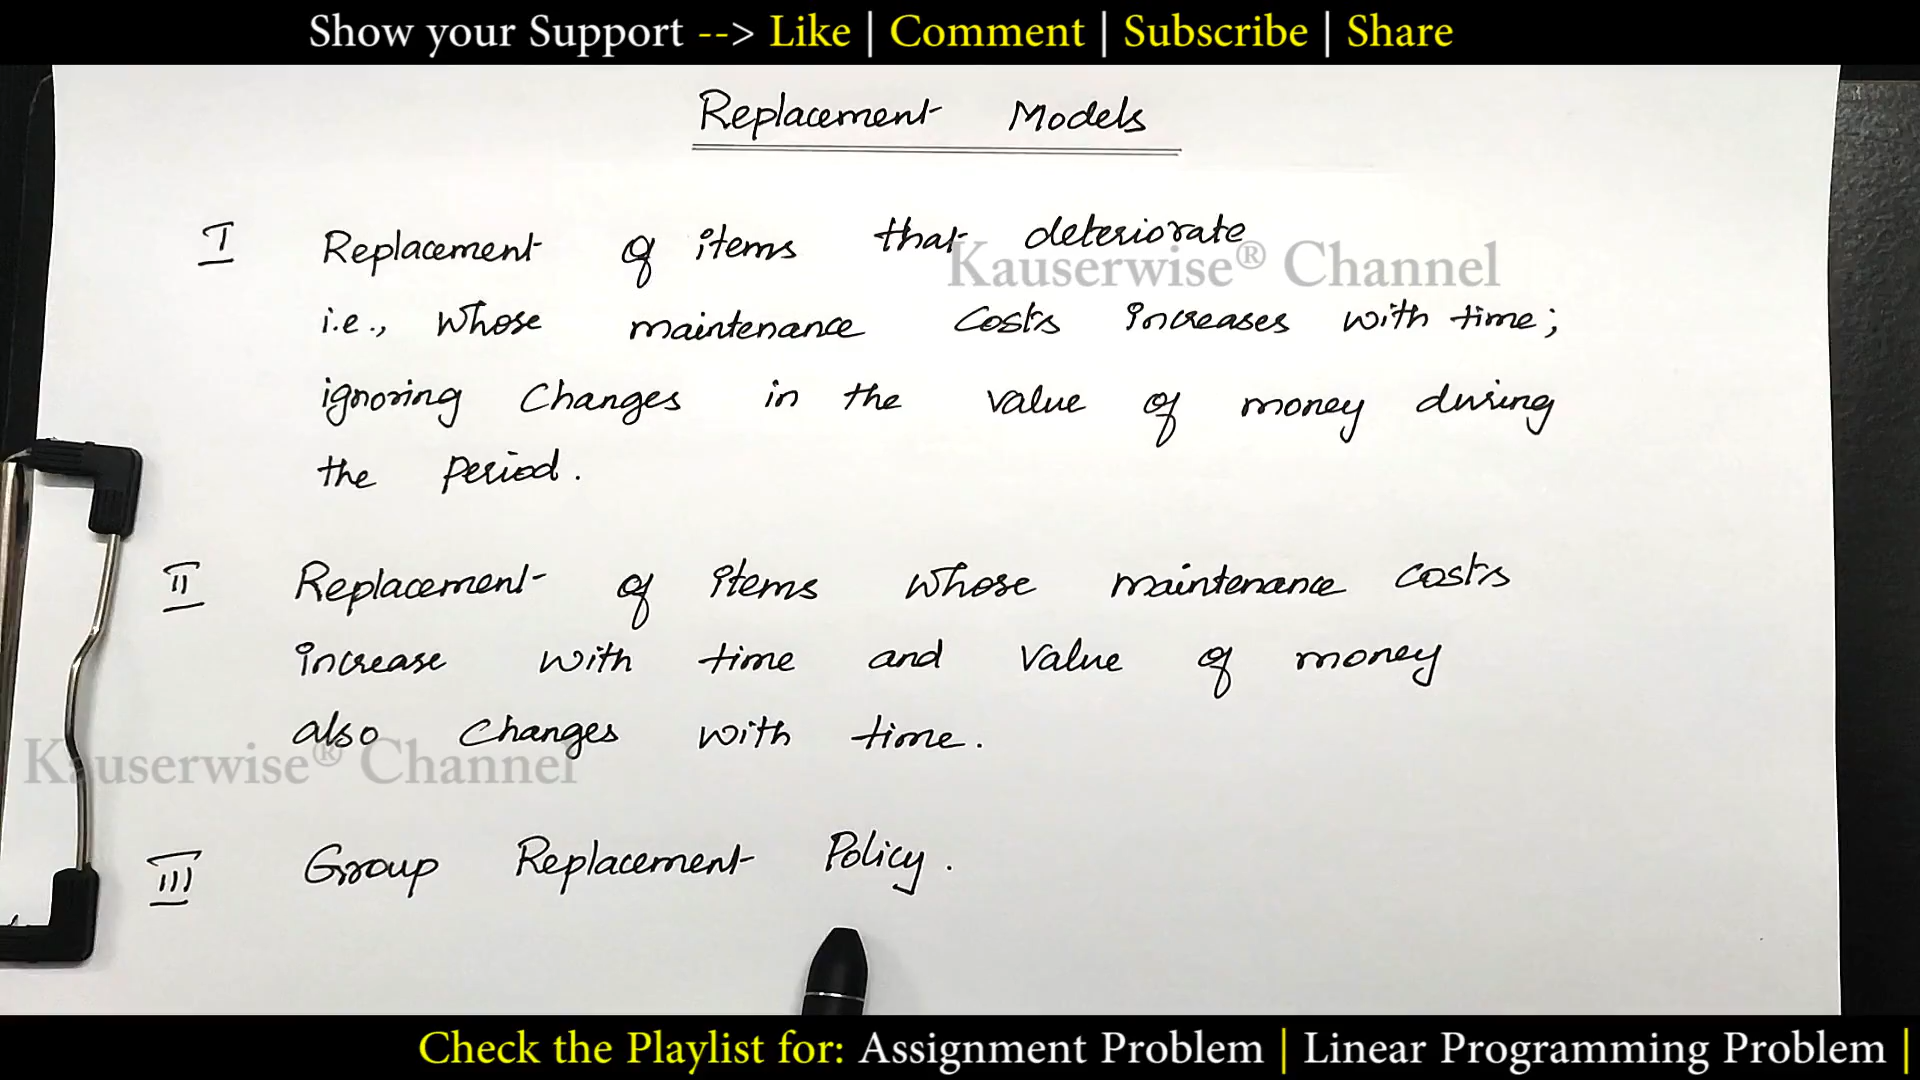 Show your Support --> Like | Comment | Subscribe | Share
Replacement Models
I Replacement of items that deteriorate
Kauserwise® Channel
i.e., whose maintenance costs increases with time;
ignoring changes in the value of money during
the period.
II Replacement of items whose maintenance costs
increase with time and value of money
also changes with time.
Kauserwise® Channel
III Group Replacement Policy.
Check the Playlist for: Assignment Problem | Linear Programming Problem |